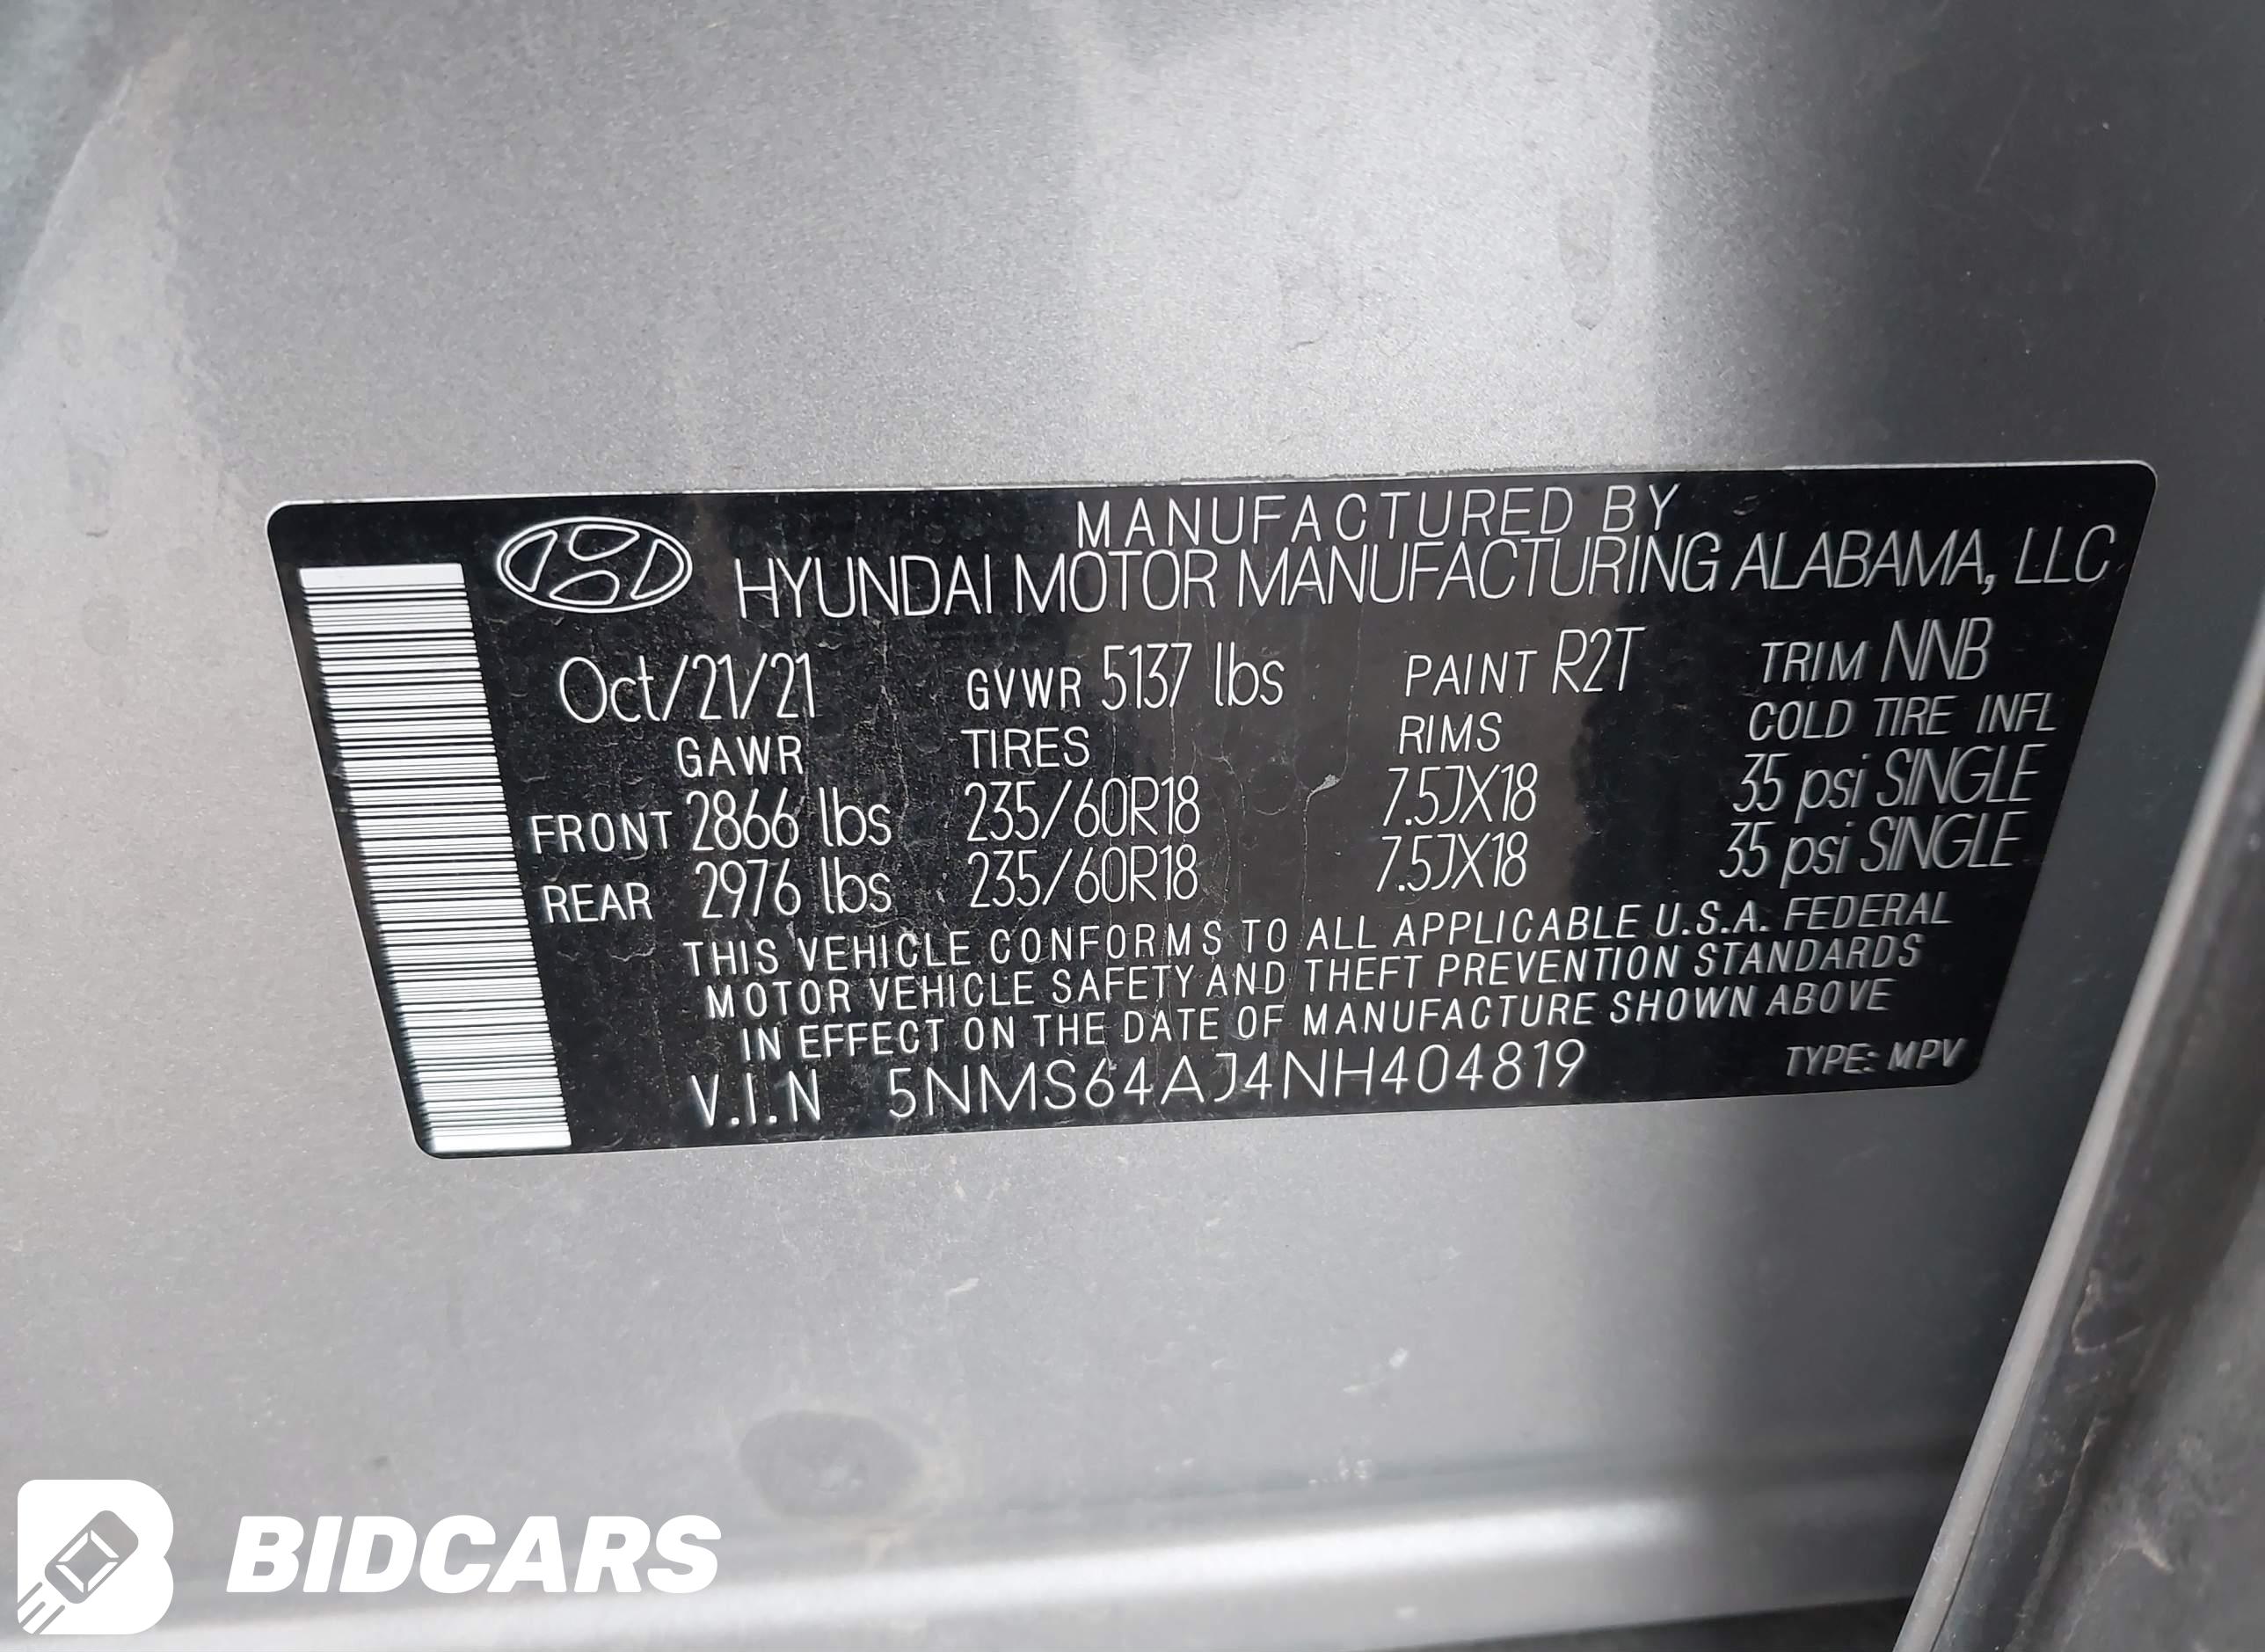 MANUFACTURED BY
HYUNDAI MOTOR MANUFACTURING ALABAMA, LLC
Oct/21/21 GVWR 5137 lbs PAINT R2T TRIM NNB
GAWR TIRES RIMS COLD TIRE INFL
FRONT 2866 lbs 235/60R18 7.5JX18 35 psi SINGLE
REAR 2976 lbs 235/60R18 7.5JX18 35 psi SINGLE
THIS VEHICLE CONFORMS TO ALL APPLICABLE U.S.A. FEDERAL
MOTOR VEHICLE SAFETY AND THEFT PREVENTION STANDARDS
IN EFFECT ON THE DATE OF MANUFACTURE SHOWN ABOVE
V.I.N 5NMS64AJ4NH404819 TYPE: MPV
BIDCARS